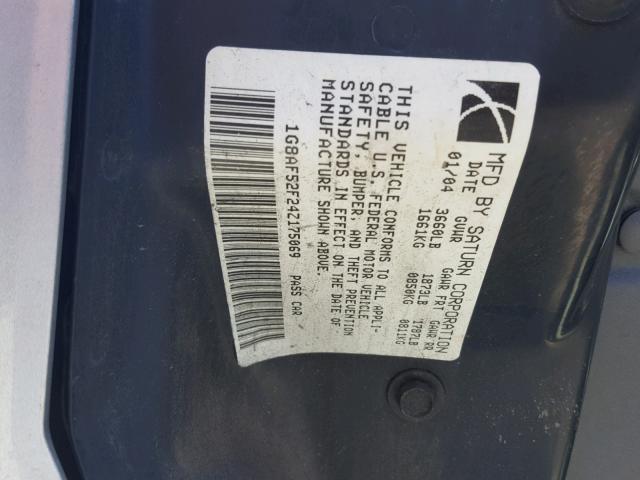 MFD BY SATURN CORPORATION
DATE GVWR GAWR FRT GAWR RR
01/04 3660LB 1873LB 1787LB
1661KG 0850KG 0811KG
THIS VEHICLE CONFORMS TO ALL APPLI-
CABLE U.S. FEDERAL MOTOR VEHICLE
SAFETY, BUMPER, AND THEFT PREVENTION
STANDARDS IN EFFECT ON THE DATE OF
MANUFACTURE SHOWN ABOVE.
1G8AF52F24Z175069 PASS CAR